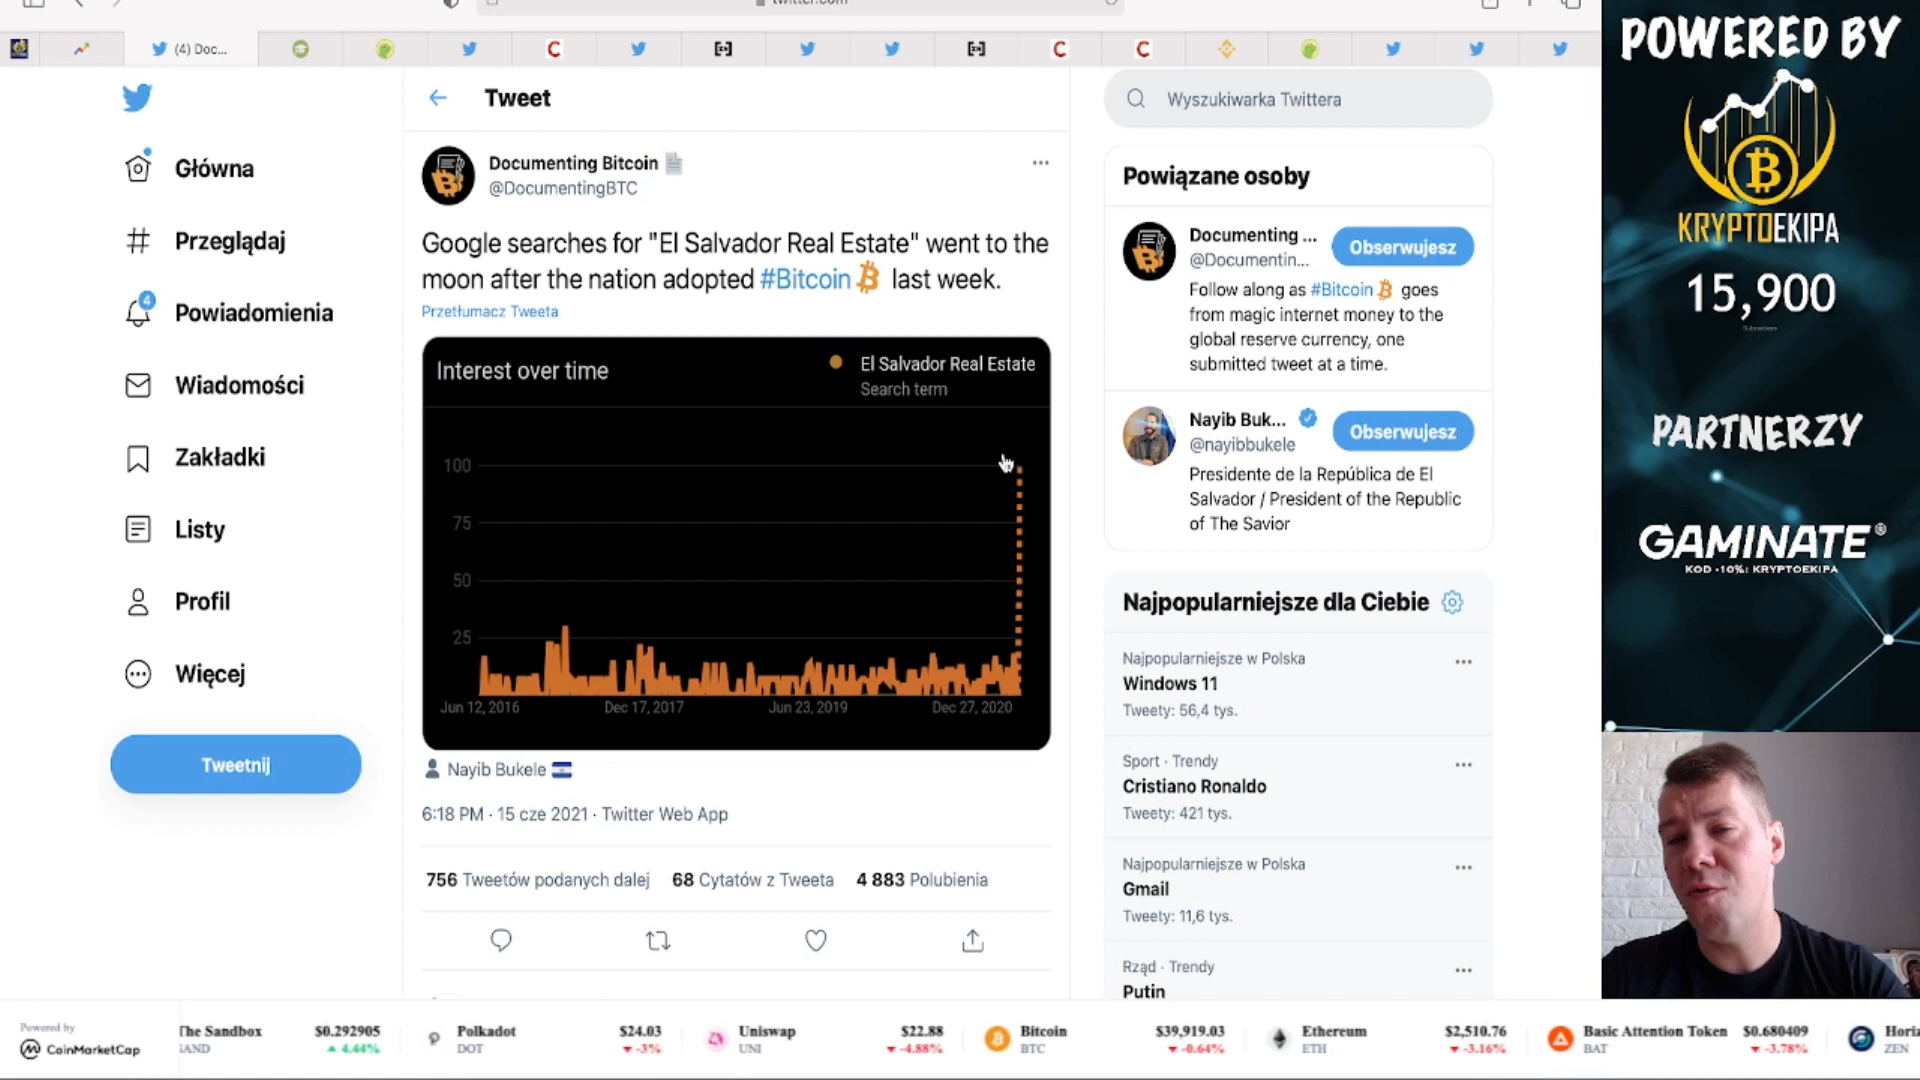 twitter.com
(4) Doc...
Główna
Przeglądaj
4
Powiadomienia
Wiadomości
Zakładki
Listy
Profil
Więcej
Tweetnij
Tweet
Documenting Bitcoin
@DocumentingBTC
Google searches for "El Salvador Real Estate" went to the
moon after the nation adopted #Bitcoin last week.
Przetłumacz Tweeta
Interest over time
El Salvador Real Estate
Search term
100
75
50
25
Jun 12, 2016
Dec 17, 2017
Jun 23, 2019
Dec 27, 2020
Nayib Bukele
6:18 PM · 15 cze 2021 · Twitter Web App
756 Tweetów podanych dalej 68 Cytatów z Tweeta 4 883 Polubienia
Wyszukiwarka Twittera
Powiązane osoby
Documenting ...
@Documentin...
Obserwujesz
Follow along as #Bitcoin goes
from magic internet money to the
global reserve currency, one
submitted tweet at a time.
Nayib Buk...
@nayibbukele
Obserwujesz
Presidente de la República de El
Salvador / President of the Republic
of The Savior
Najpopularniejsze dla Ciebie
Najpopularniejsze w Polska
Windows 11
Tweety: 56,4 tys.
Sport · Trendy
Cristiano Ronaldo
Tweety: 421 tys.
Najpopularniejsze w Polska
Gmail
Tweety: 11,6 tys.
Rząd · Trendy
Putin
POWERED BY
KRYPTOEKIPA
15,900
PARTNERZY
GAMINATE®
KOD -10%: KRYPTOEKIPA
Powered by
CoinMarketCap
The Sandbox $0.292905
SAND 4.44%
Polkadot $24.03
DOT -3%
Uniswap $22.88
UNI -4.88%
Bitcoin $39,919.03
BTC -0.64%
Ethereum $2,510.76
ETH -3.16%
Basic Attention Token $0.680409
BAT -3.78%
Horiz
ZEN